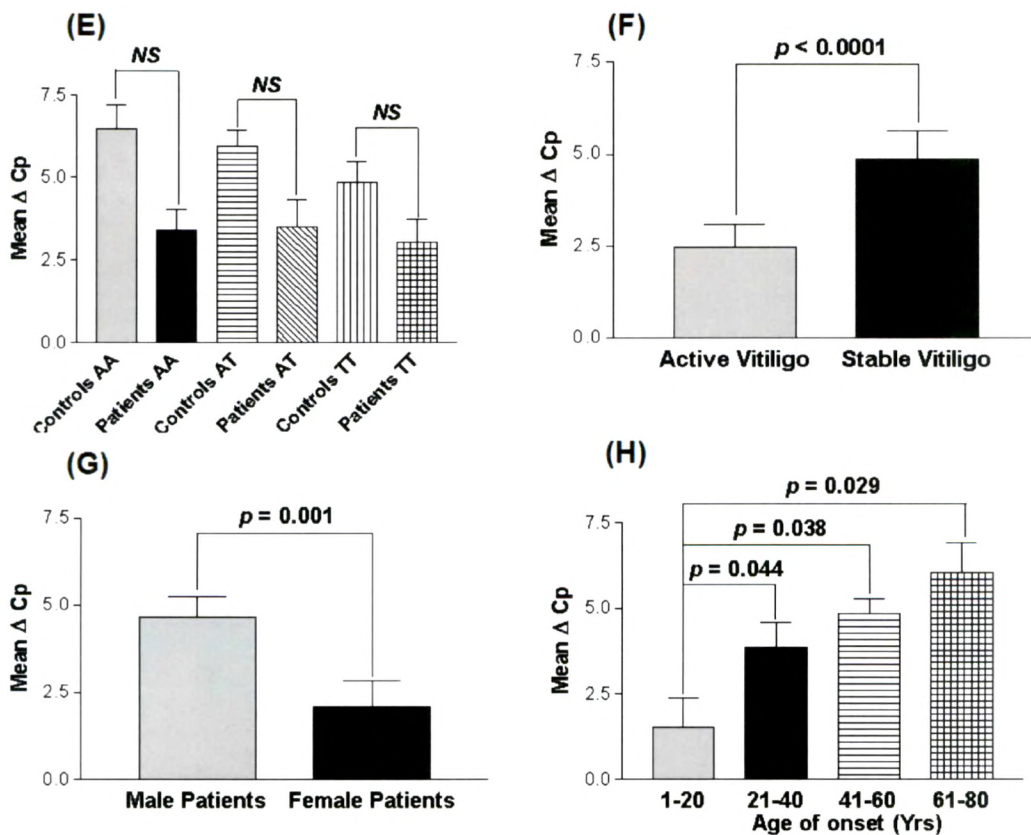 (E)
NS
NS
NS
Mean Δ Cp
7.5
5.0
2.5
0.0
Controls AA
Patients AA
Controls AT
Patients AT
Controls TT
Patients TT
(F)
p < 0.0001
Mean Δ Cp
7.5
5.0
2.5
0.0
Active Vitiligo Stable Vitiligo
(G)
p = 0.001
Mean Δ Cp
7.5
5.0
2.5
0.0
Male Patients Female Patients
(H)
p = 0.029
p = 0.038
p = 0.044
Mean Δ Cp
7.5
5.0
2.5
0.0
1-20 21-40 41-60 61-80
Age of onset (Yrs)